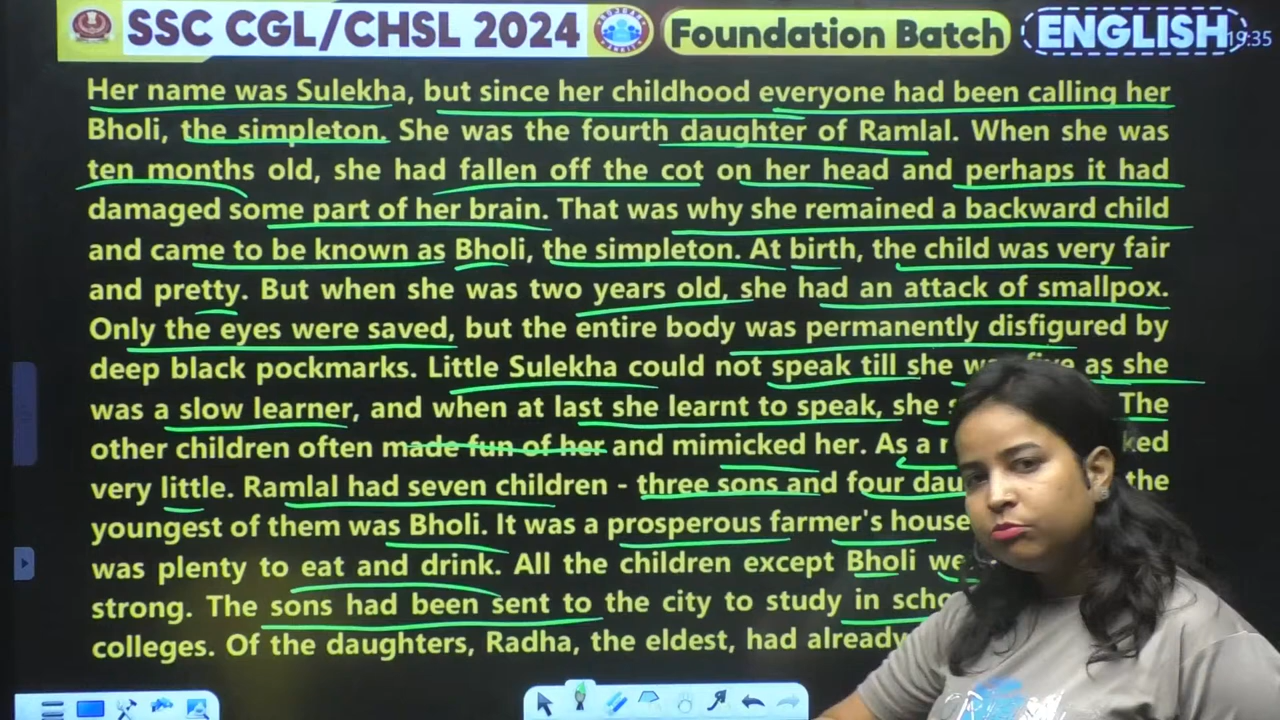 SSC CGL/CHSL 2024 Foundation Batch ENGLISH 19:35
Her name was Sulekha, but since her childhood everyone had been calling her
Bholi, the simpleton. She was the fourth daughter of Ramlal. When she was
ten months old, she had fallen off the cot on her head and perhaps it had
damaged some part of her brain. That was why she remained a backward child
and came to be known as Bholi, the simpleton. At birth, the child was very fair
and pretty. But when she was two years old, she had an attack of smallpox.
Only the eyes were saved, but the entire body was permanently disfigured by
deep black pockmarks. Little Sulekha could not speak till she was five as she
was a slow learner, and when at last she learnt to speak, she The
other children often made fun of her and mimicked her. As a
very little. Ramlal had seven children - three sons and four the
youngest of them was Bholi. It was a prosperous farmer's
was plenty to eat and drink. All the children except Bholi
strong. The sons had been sent to the city to study in
colleges. Of the daughters, Radha, the eldest, had already